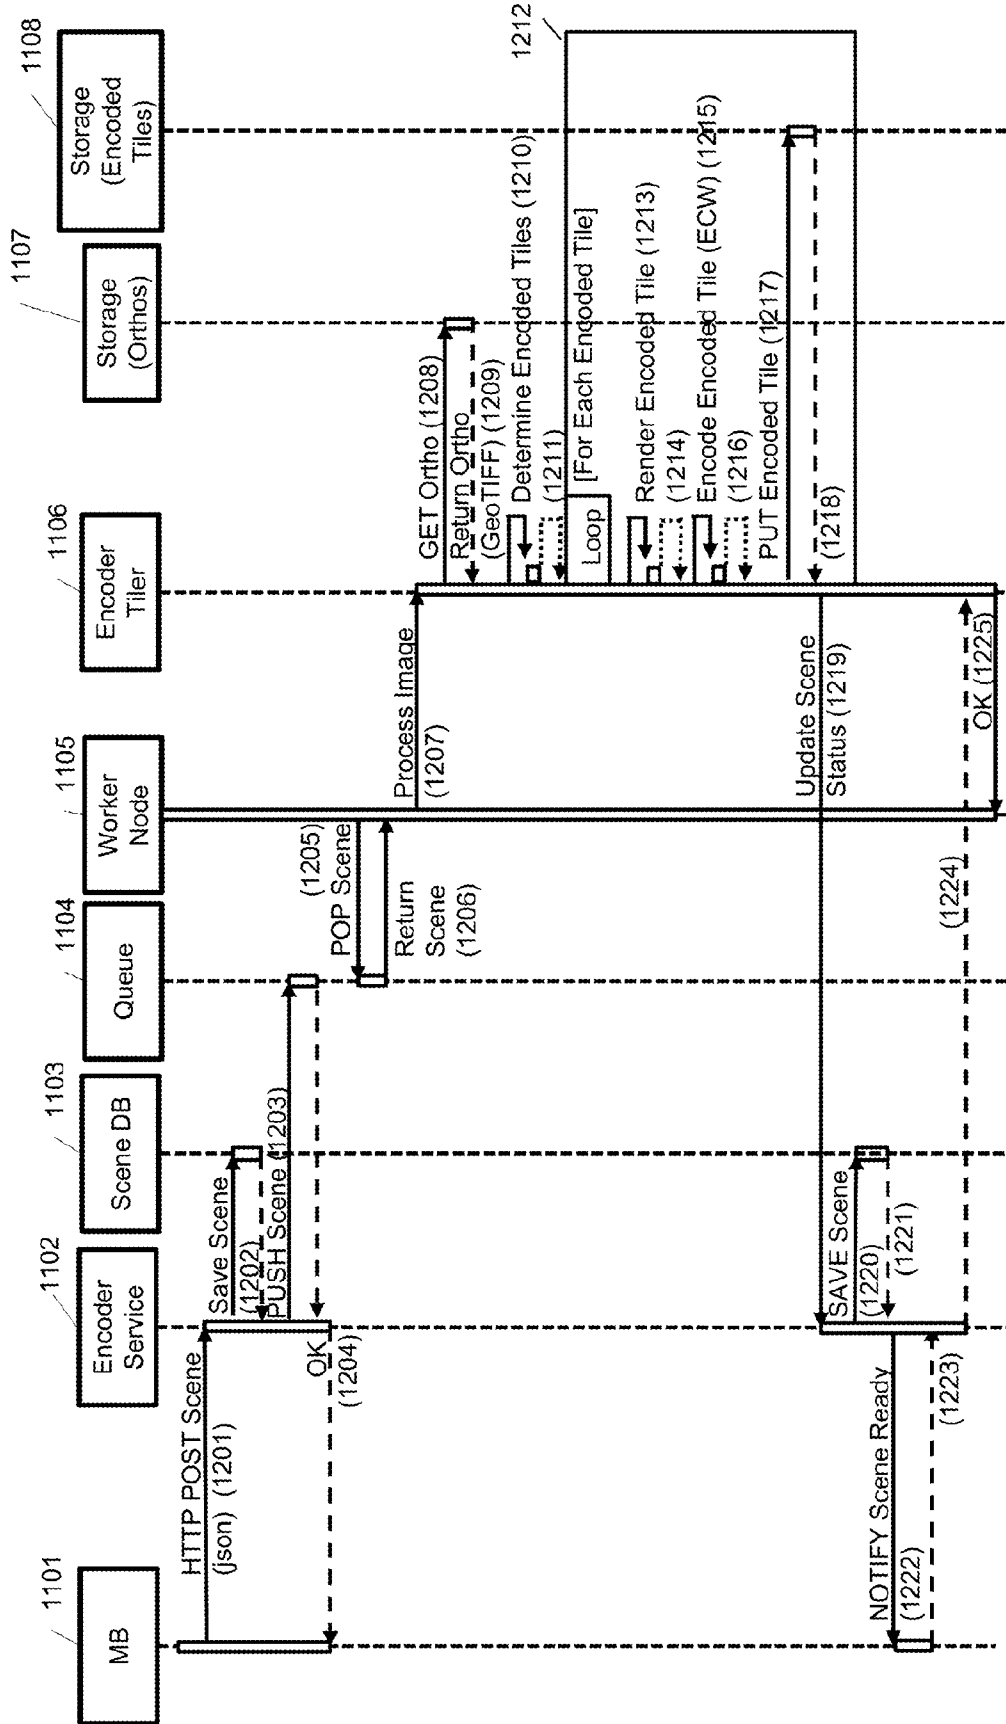 1101
MB
1102
Encoder
Service
1103
Scene DB
1104
Queue
1105
Worker
Node
1106
Encoder
Tiler
1107
Storage
(Orthos)
1108
Storage
(Encoded
Tiles)
HTTP POST Scene
(json) (1201)
Save Scene
(1202)
PUSH Scene (1203)
OK
(1204)
(1205)
POP Scene
Return
Scene
(1206)
Process Image
(1207)
GET Ortho (1208)
Return Ortho
(GeoTIFF) (1209)
Determine Encoded Tiles (1210)
(1211)
1212
Loop
[For Each Encoded Tile]
Render Encoded Tile (1213)
(1214)
Encode Encoded Tile (ECW) (1215)
(1216)
PUT Encoded Tile (1217)
(1218)
Update Scene
Status (1219)
SAVE Scene
(1220)
(1221)
NOTIFY Scene Ready
(1222)
(1223)
(1224)
OK (1225)